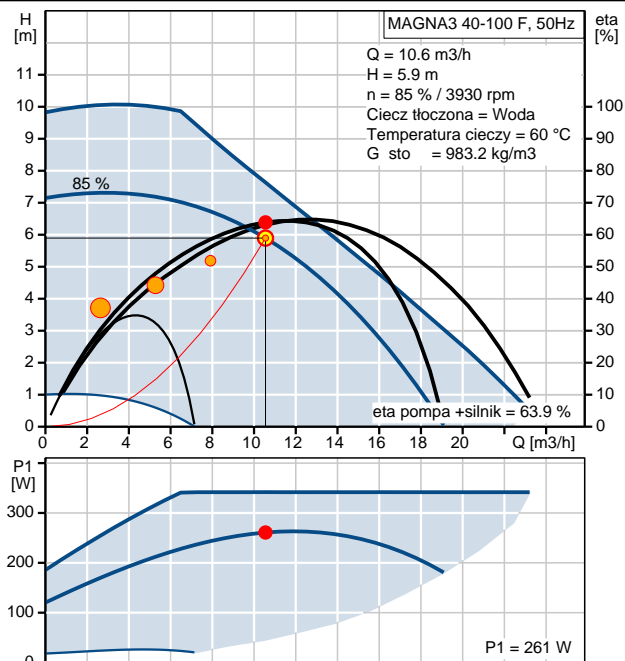 H
[m]
MAGNA3 40-100 F, 50Hz
eta
[%]
Q = 10.6 m3/h
H = 5.9 m
n = 85 % / 3930 rpm
Ciecz tłoczona = Woda
Temperatura cieczy = 60 °C
G sto = 983.2 kg/m3
11
10
9
8
7
6
5
4
3
2
1
0
100
90
80
70
60
50
40
30
20
10
0
85 %
eta pompa +silnik = 63.9 %
0
2
4
6
8
10
12
14
16
18
20
Q [m3/h]
P1
[W]
300
200
100
0
P1 = 261 W